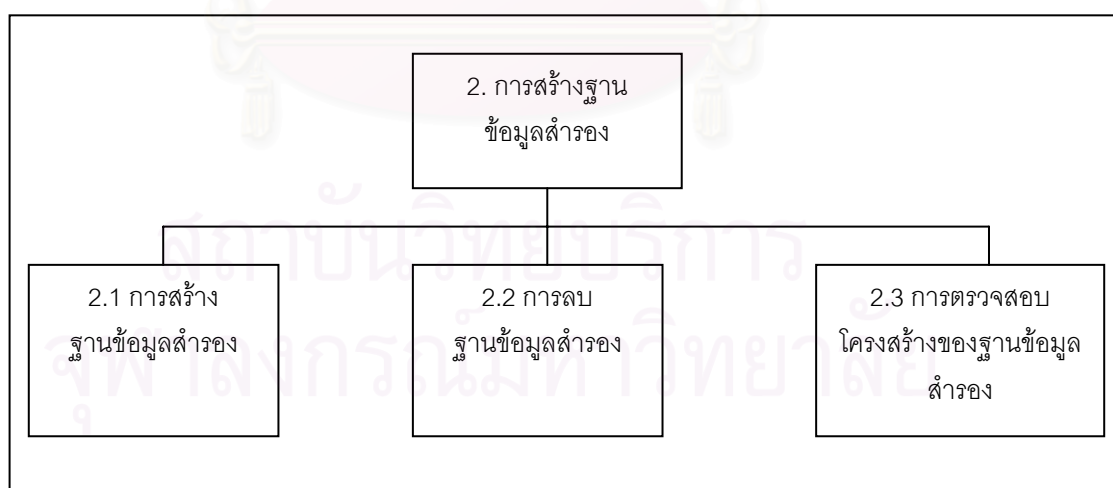 2. การสร้างฐาน
ข้อมูลสำรอง
2.1 การสร้าง
ฐานข้อมูลสำรอง
2.2 การลบ
ฐานข้อมูลสำรอง
2.3 การตรวจสอบ
โครงสร้างของฐานข้อมูล
สำรอง
สถาบันวิทยบริการ
จุฬาลงกรณ์มหาวิทยาลัย